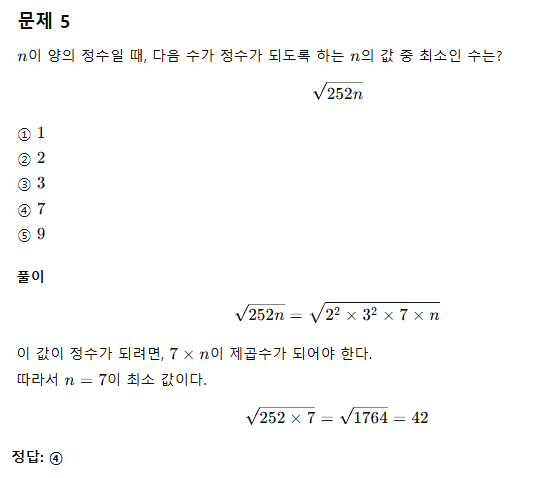 문제 5
n이 양의 정수일 때, 다음 수가 정수가 되도록 하는 n의 값 중 최소인 수는?
√252n
① 1
② 2
③ 3
④ 7
⑤ 9
풀이
√252n = √2² × 3² × 7 × n
이 값이 정수가 되려면, 7 × n이 제곱수가 되어야 한다.
따라서 n = 7이 최소 값이다.
√252 × 7 = √1764 = 42
정답: ④